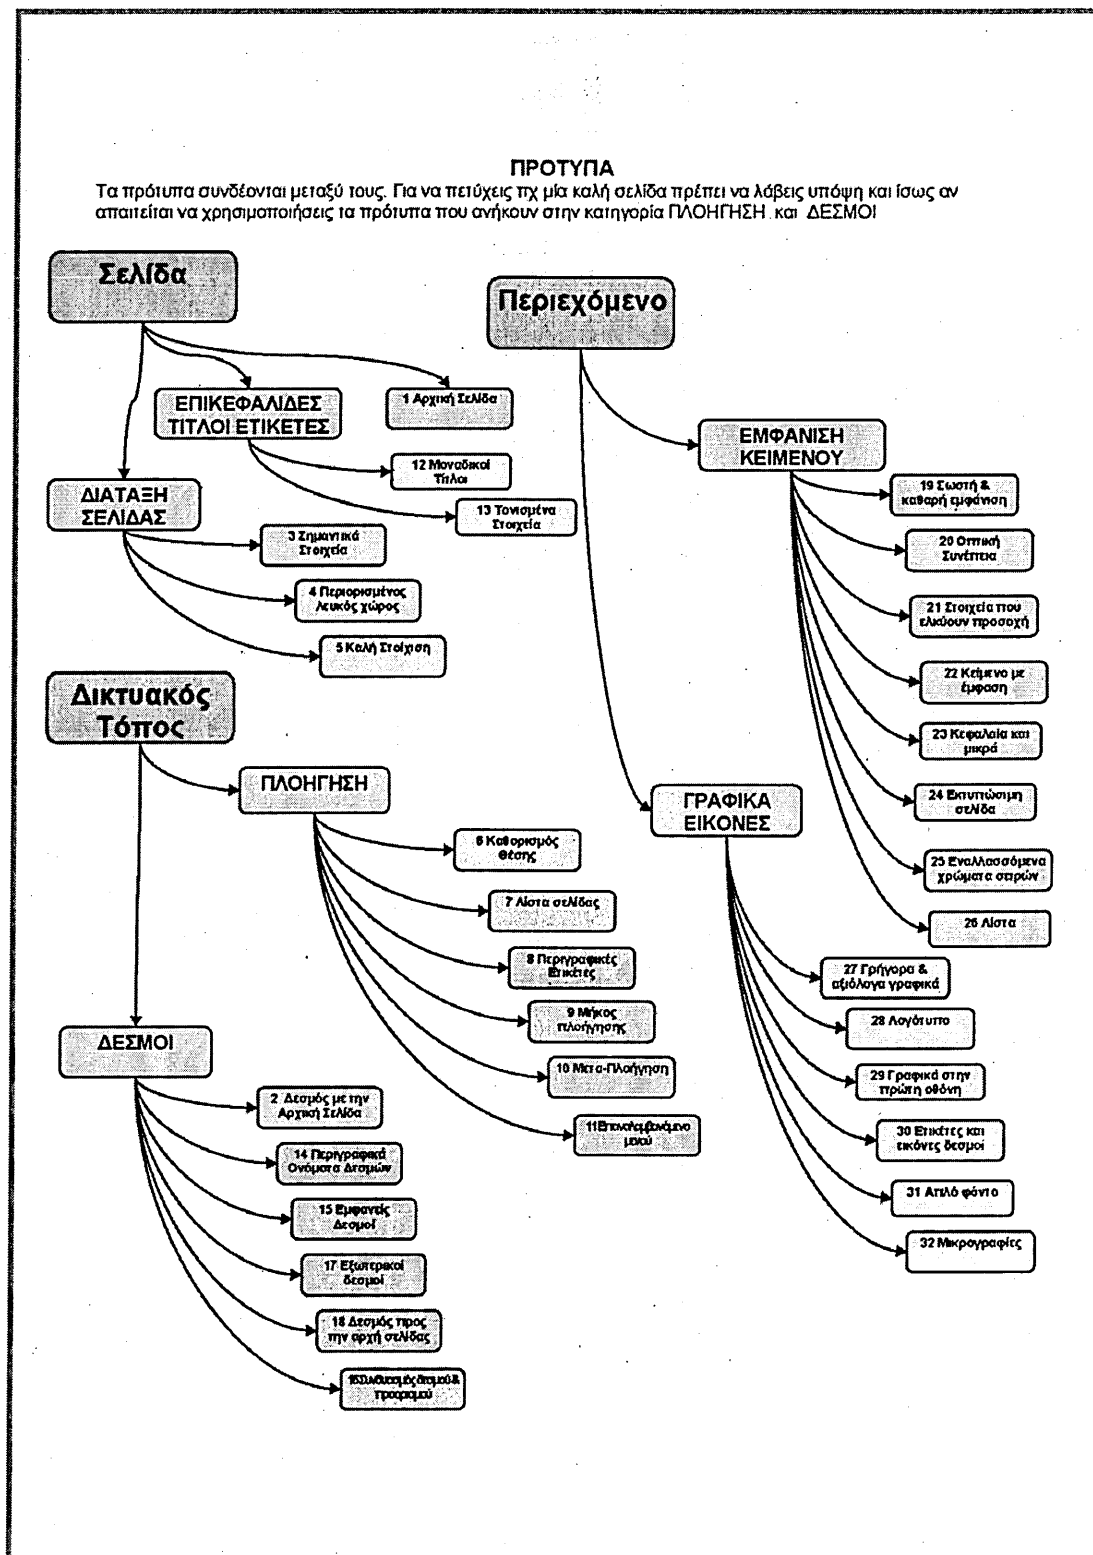 ΠΡΟΤΥΠΑ
Τα πρότυπα συνδέονται μεταξύ τους. Για να πετύχεις πχ μία καλή σελίδα πρέπει να λάβεις υπόψη και ίσως αν
απαιτείται να χρησιμοποιήσεις τα πρότυπα που ανήκουν στην κατηγορία ΠΛΟΗΓΗΣΗ και ΔΕΣΜΟΙ
Σελίδα
1 Αρχική Σελίδα
ΕΠΙΚΕΦΑΛΙΔΕΣ
ΤΙΤΛΟΙ ΕΤΙΚΕΤΕΣ
12 Μοναδικοί
Τίτλοι
13 Τονισμένα
Στοιχεία
ΔΙΑΤΑΞΗ
ΣΕΛΙΔΑΣ
3 Σημαντικά
Στοιχεία
4 Περιορισμένος
λευκός χώρος
5 Καλή Στοίχιση
Δικτυακός
Τόπος
ΠΛΟΗΓΗΣΗ
6 Καθορισμός
θέσης
7 Λίστα σελίδας
8 Περιγραφικές
Ετικέτες
9 Μήκος
πλοήγησης
10 Μετα-Πλοήγηση
11Επαναλαμβανόμενο
μενού
ΔΕΣΜΟΙ
2 Δεσμός με την
Αρχική Σελίδα
14 Περιγραφικά
Ονόματα Δεσμών
15 Εμφανείς
Δεσμοί
17 Εξωτερικοί
δεσμοί
18 Δεσμός προς
την αρχή σελίδας
16Συνδυασμός δεσμού &
προορισμού
Περιεχόμενο
ΕΜΦΑΝΙΣΗ
ΚΕΙΜΕΝΟΥ
19 Σωστή &
καθαρή εμφάνιση
20 Οπτική
Συνέπεια
21 Στοιχεία που
ελκύουν προσοχή
22 Κείμενο με
έμφαση
23 Κεφαλαία και
μικρά
24 Εκτυπώσιμη
σελίδα
25 Εναλλασσόμενα
χρώματα σειρών
26 Λίστα
ΓΡΑΦΙΚΑ
ΕΙΚΟΝΕΣ
27 Γρήγορα &
αξιόλογα γραφικά
28 Λογότυπο
29 Γραφικά στην
πρώτη οθόνη
30 Ετικέτες και
εικόνες δεσμοί
31 Απλό φόντο
32 Μικρογραφίες